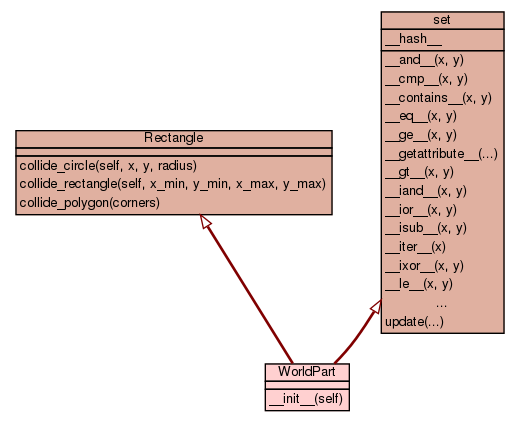 set
__hash__
__and__(x, y)
__cmp__(x, y)
__contains__(x, y)
__eq__(x, y)
__ge__(x, y)
__getattribute__(...)
__gt__(x, y)
__iand__(x, y)
__ior__(x, y)
__isub__(x, y)
__iter__(x)
__ixor__(x, y)
__le__(x, y)
...
update(...)
Rectangle
collide_circle(self, x, y, radius)
collide_rectangle(self, x_min, y_min, x_max, y_max)
collide_polygon(corners)
WorldPart
__init__(self)